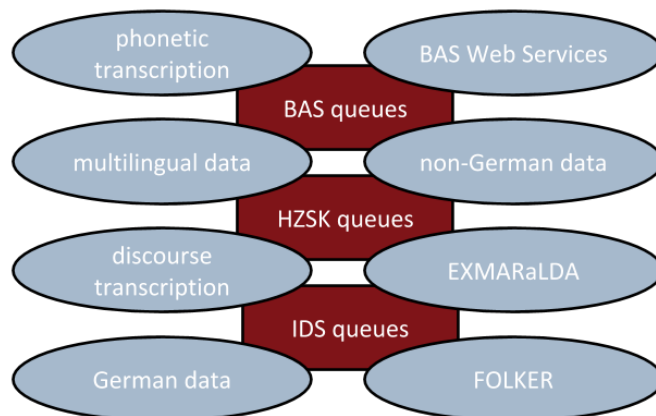 phonetic
transcription
BAS Web Services
BAS queues
multilingual data
non-German data
HZSK queues
discourse
transcription
EXMARaLDA
IDS queues
German data
FOLKER